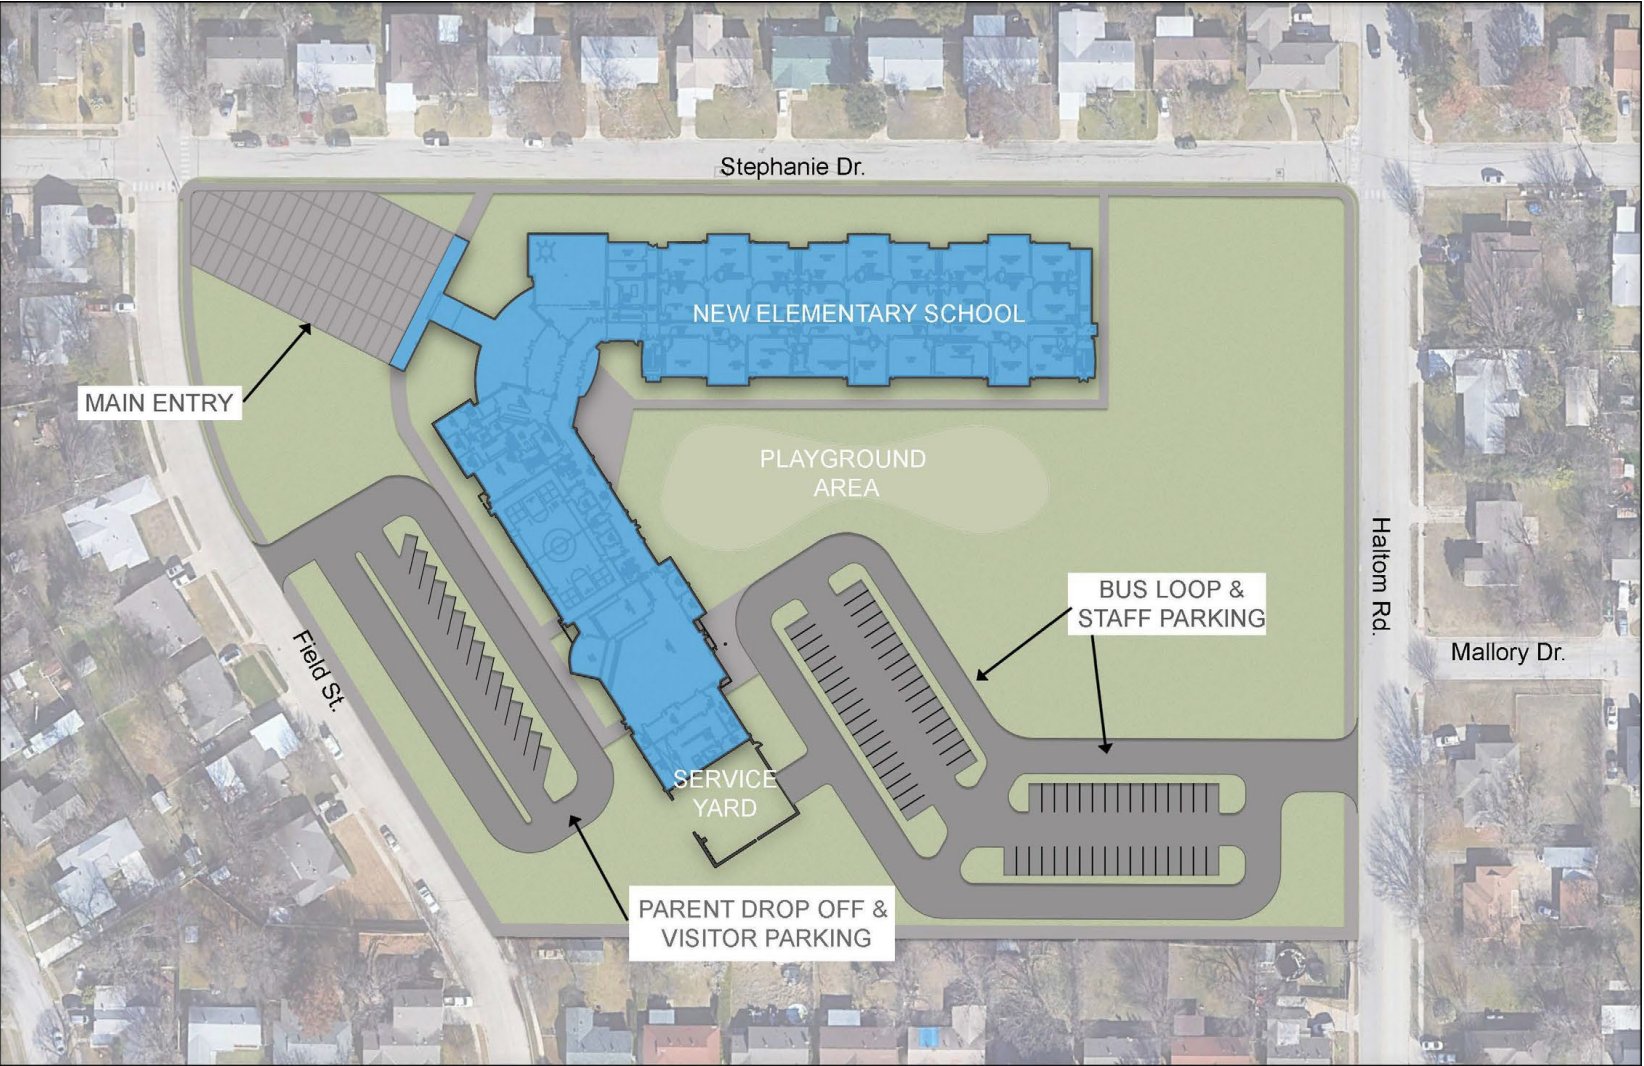 Stephanie Dr.
NEW ELEMENTARY SCHOOL
MAIN ENTRY
PLAYGROUND
AREA
Haltom Rd.
BUS LOOP &
STAFF PARKING
Mallory Dr.
Field St.
SERVICE
YARD
PARENT DROP OFF &
VISITOR PARKING